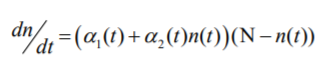 dn/dt = (α₁(t) + α₂(t)n(t))(N – n(t))